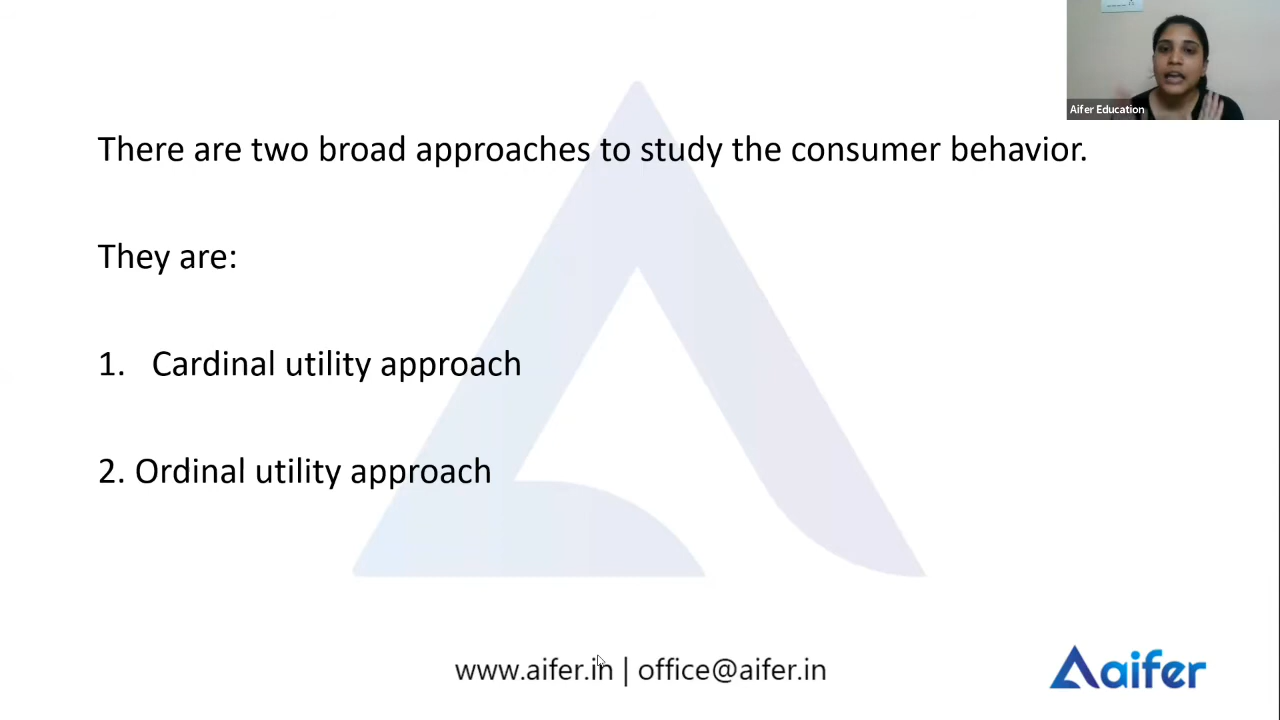 Aifer Education
There are two broad approaches to study the consumer behavior.
They are:
1. Cardinal utility approach
2. Ordinal utility approach
www.aifer.in | office@aifer.in
aifer